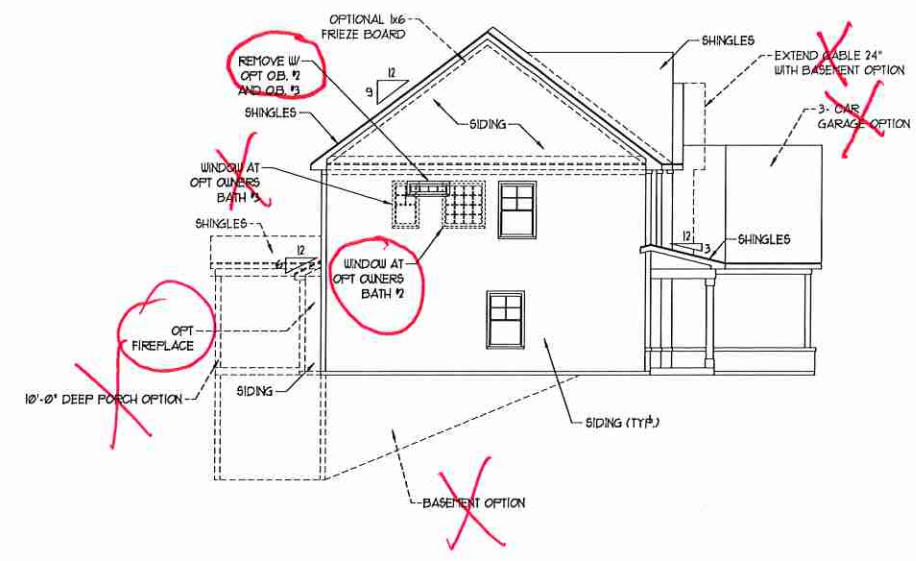 OPTIONAL 1x6
FRIEZE BOARD
SHINGLES
REMOVE W/
OPT O.B. #2
AND O.B. #3
EXTEND GABLE 24"
WITH BASEMENT OPTION
12
9
SHINGLES
3- CAR
GARAGE OPTION
SIDING
WINDOW AT
OPT OWNERS
BATH #3
SHINGLES
12
3
SHINGLES
12
6
WINDOW AT
OPT OWNERS
BATH #2
OPT
FIREPLACE
SIDING
10'-0" DEEP PORCH OPTION
SIDING (TYP.)
BASEMENT OPTION